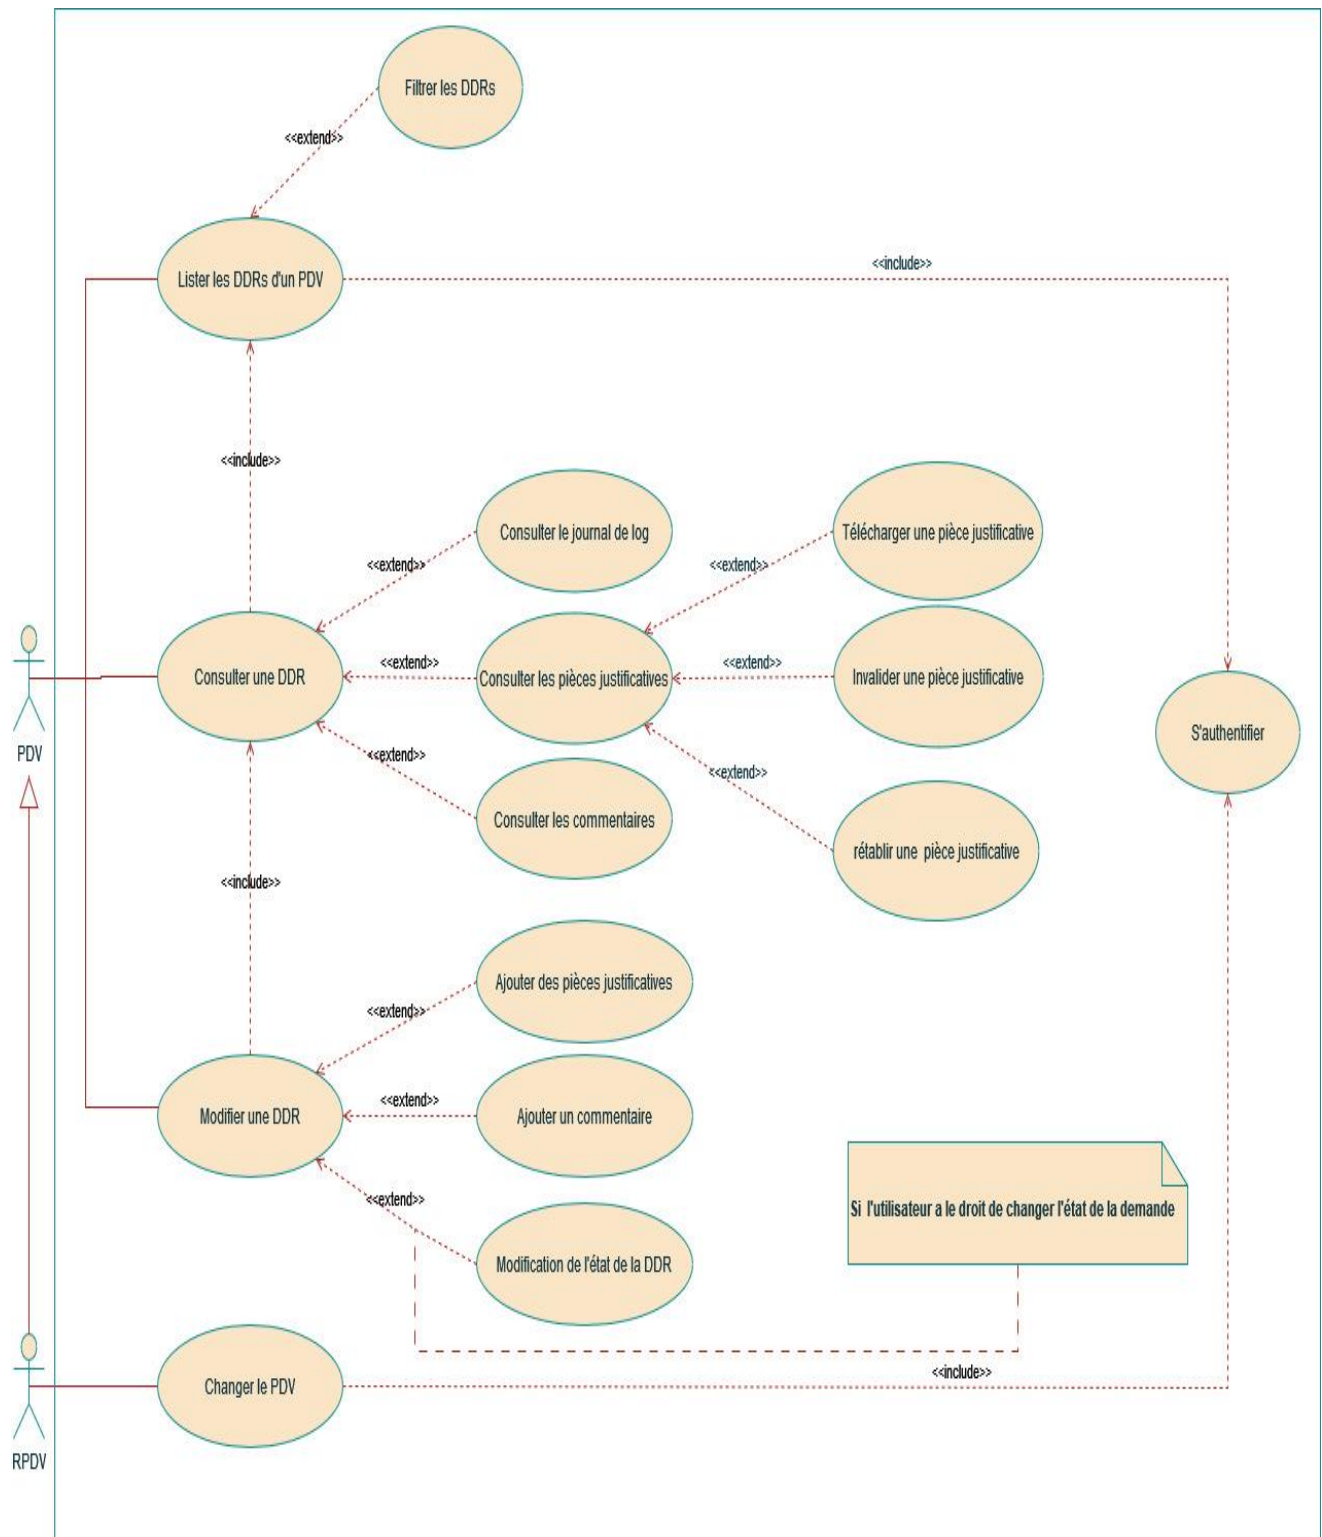 Filtrer les DDRs
<<extend>>
Lister les DDRs d'un PDV
<<include>>
<<include>>
Consulter le journal de log
Télécharger une pièce justificative
<<extend>>
<<extend>>
Consulter une DDR
<<extend>>
Consulter les pièces justificatives
<<extend>>
Invalider une pièce justificative
S'authentifier
PDV
<<extend>>
<<extend>>
Consulter les commentaires
rétablir une pièce justificative
<<include>>
Ajouter des pièces justificatives
<<extend>>
Modifier une DDR
<<extend>>
Ajouter un commentaire
<<extend>>
Si l'utilisateur a le droit de changer l'état de la demande
Modification de l'état de la DDR
Changer le PDV
<<include>>
RPDV